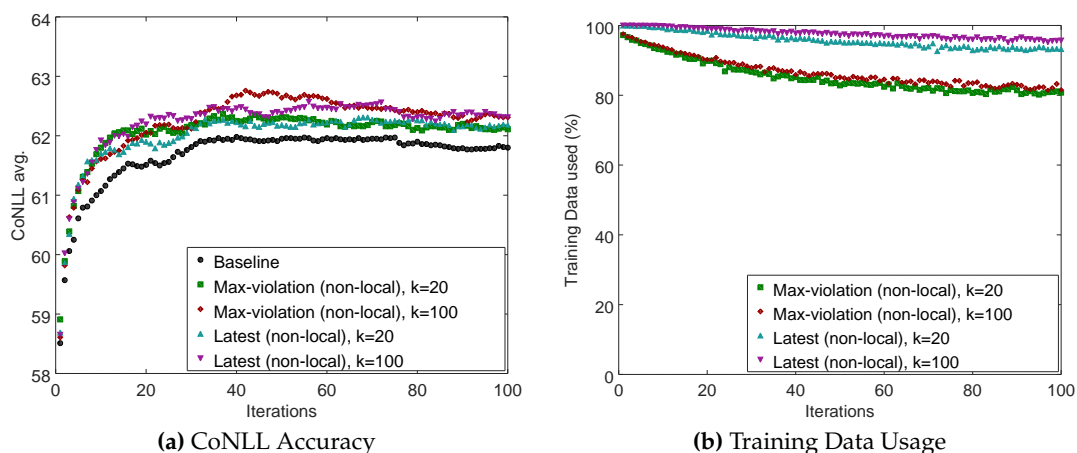 64
63
62
61
60
59
58
0 20 40 60 80 100
CoNLL avg.
Iterations
Baseline
Max-violation (non-local), k=20
Max-violation (non-local), k=100
Latest (non-local), k=20
Latest (non-local), k=100
(a) CoNLL Accuracy
100
80
60
40
20
0
0 20 40 60 80 100
Training Data used (%)
Iterations
Max-violation (non-local), k=20
Max-violation (non-local), k=100
Latest (non-local), k=20
Latest (non-local), k=100
(b) Training Data Usage